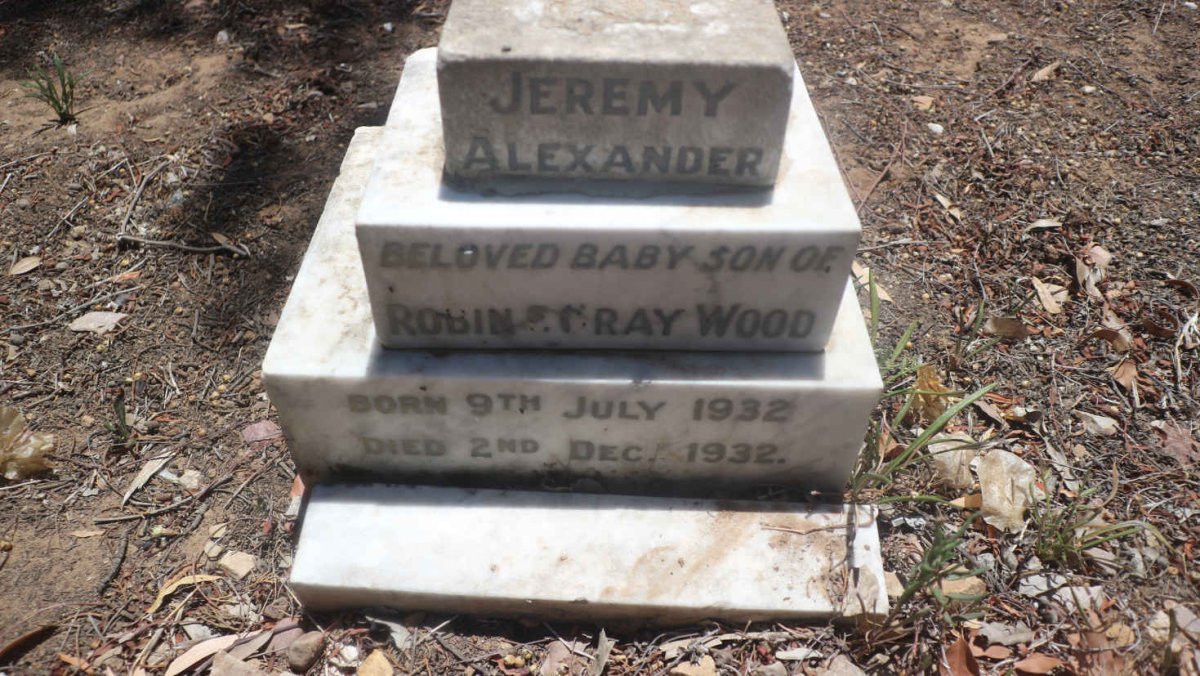 JEREMY
ALEXANDER
BELOVED BABY SON OF
ROBIN & GRAY WOOD
BORN 9TH JULY 1932
DIED 2ND DEC. 1932.